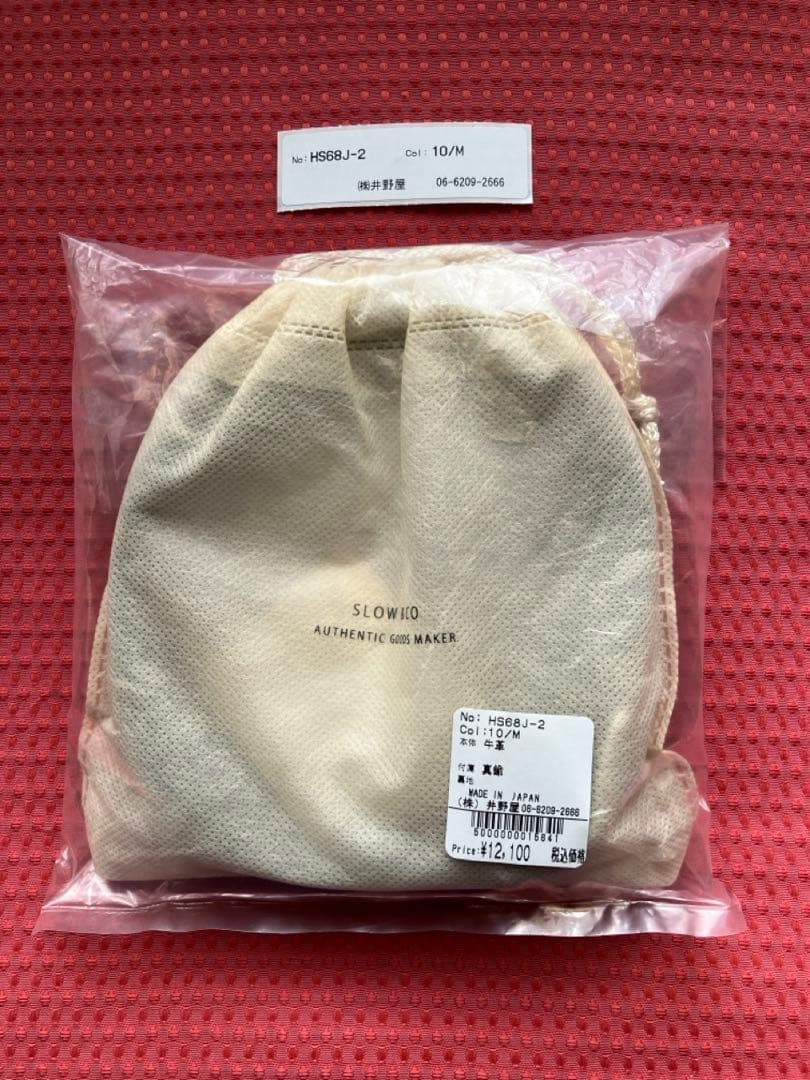 No: HS68J-2 Col: 10/M
㈱井野屋 06-6209-2666
SLOW
AUTHENTIC GOODS MAKER
No: HS68J-2
Col:10/M
本体 牛革
付属 真鍮
裏地
MADE IN JAPAN
(株) 井野屋 06-6209-2666
5000000015841
Price:¥12,100 税込価格